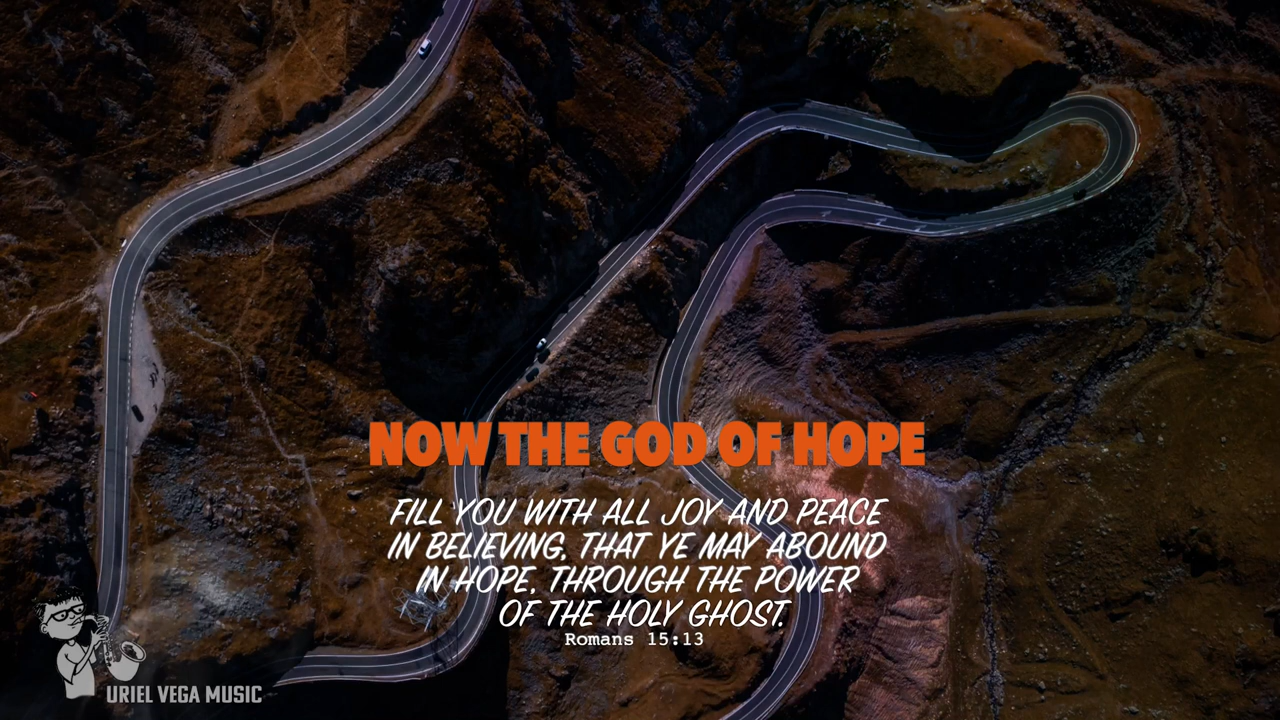 NOW THE GOD OF HOPE
FILL YOU WITH ALL JOY AND PEACE
IN BELIEVING, THAT YE MAY ABOUND
IN HOPE, THROUGH THE POWER
OF THE HOLY GHOST.
Romans 15:13
URIEL VEGA MUSIC